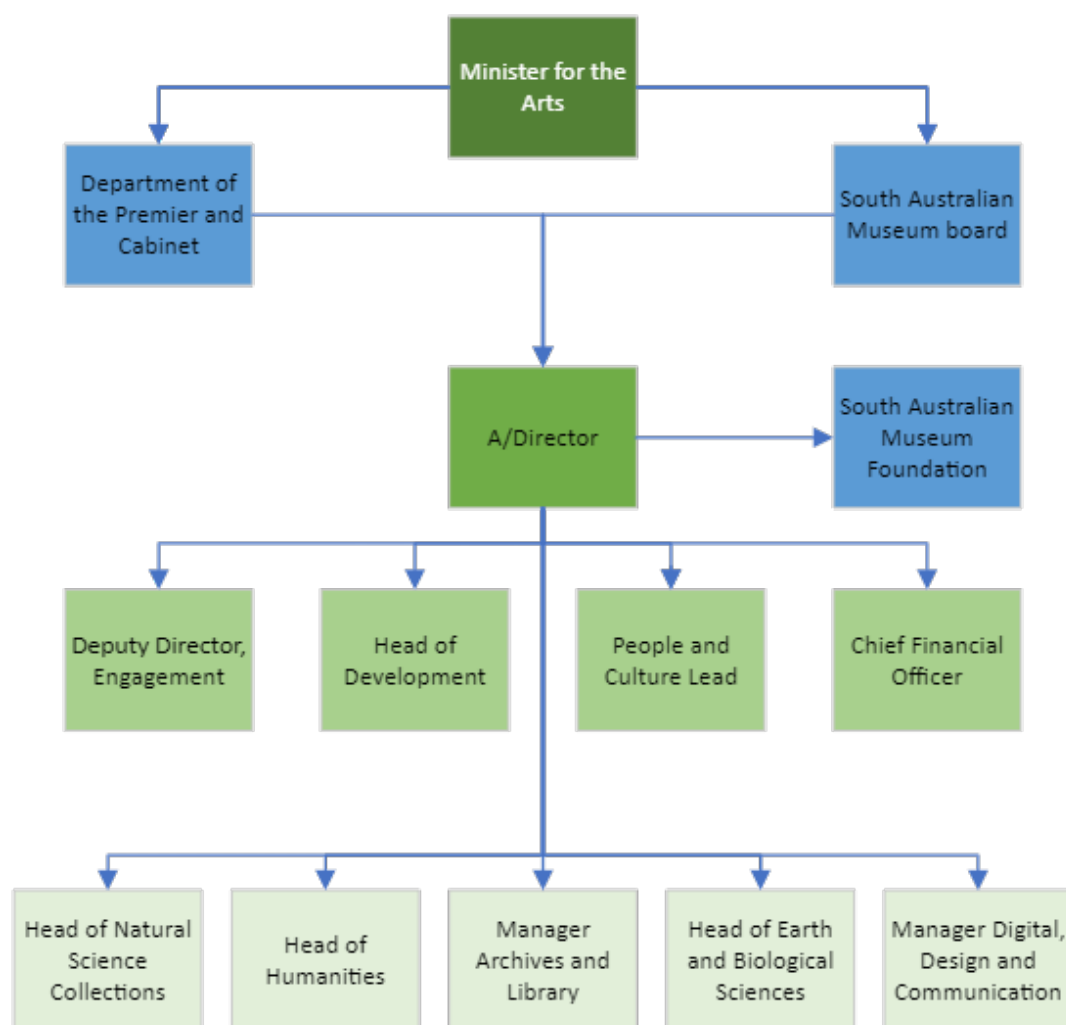 Minister for the
Arts
Department of
the Premier and
Cabinet
South Australian
Museum board
A/Director
South Australian
Museum
Foundation
Deputy Director,
Engagement
Head of
Development
People and
Culture Lead
Chief Financial
Officer
Head of Natural
Science
Collections
Head of
Humanities
Manager
Archives and
Library
Head of Earth
and Biological
Sciences
Manager Digital,
Design and
Communication